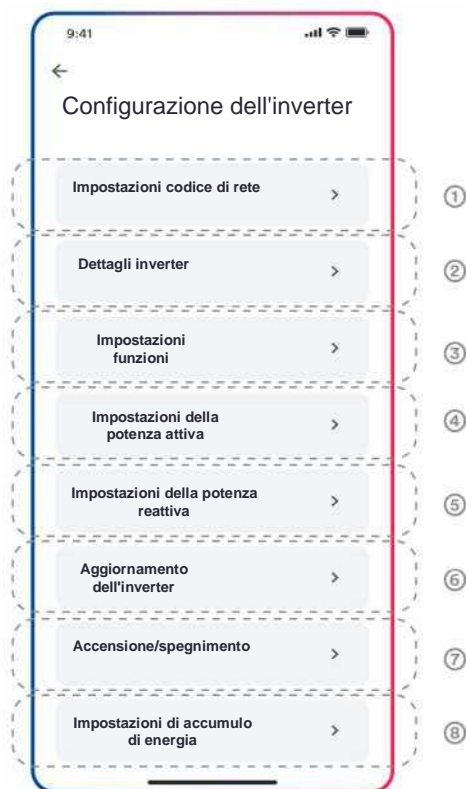 9:41
Configurazione dell'inverter
Impostazioni codice di rete
①
Dettagli inverter
②
Impostazioni
funzioni
③
Impostazioni della
potenza attiva
④
Impostazioni della potenza
reattiva
⑤
Aggiornamento
dell'inverter
⑥
Accensione/spegnimento
⑦
Impostazioni di accumulo
di energia
⑧